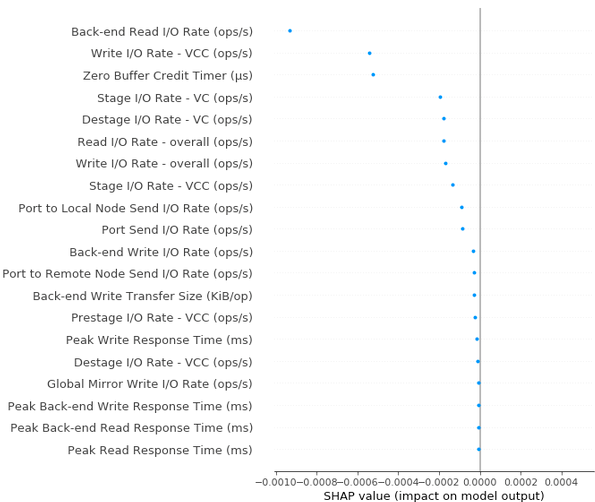 Back-end Read I/O Rate (ops/s)
Write I/O Rate - VCC (ops/s)
Zero Buffer Credit Timer (µs)
Stage I/O Rate - VC (ops/s)
Destage I/O Rate - VC (ops/s)
Read I/O Rate - overall (ops/s)
Write I/O Rate - overall (ops/s)
Stage I/O Rate - VCC (ops/s)
Port to Local Node Send I/O Rate (ops/s)
Port Send I/O Rate (ops/s)
Back-end Write I/O Rate (ops/s)
Port to Remote Node Send I/O Rate (ops/s)
Back-end Write Transfer Size (KiB/op)
Prestage I/O Rate - VCC (ops/s)
Peak Write Response Time (ms)
Destage I/O Rate - VCC (ops/s)
Global Mirror Write I/O Rate (ops/s)
Peak Back-end Write Response Time (ms)
Peak Back-end Read Response Time (ms)
Peak Read Response Time (ms)
−0.0010−0.0008−0.0006−0.0004−0.0002 0.0000 0.0002 0.0004
SHAP value (impact on model output)